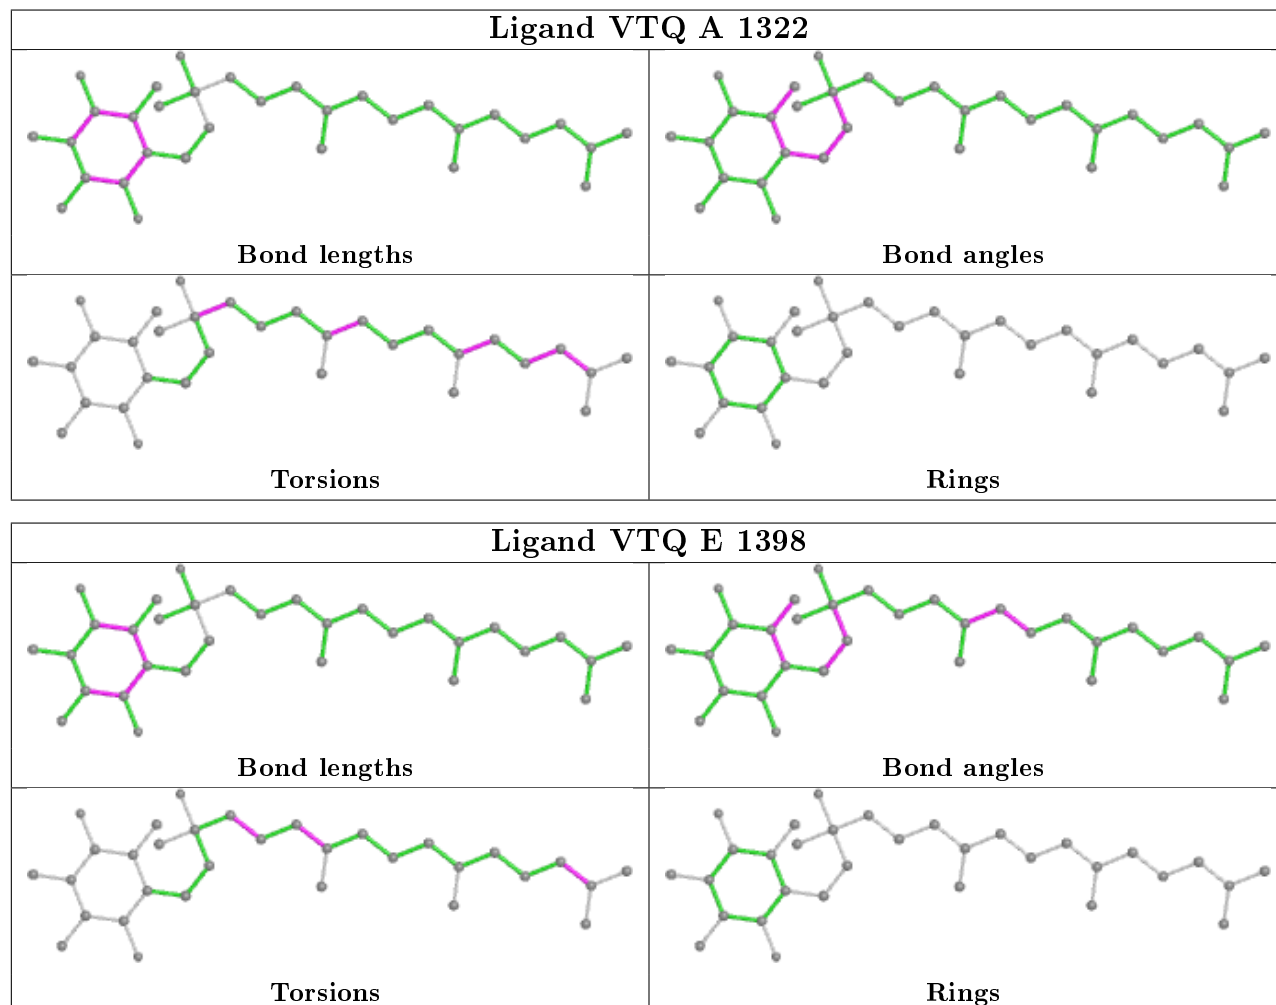 Ligand VTQ A 1322
Bond lengths
Bond angles
Torsions
Rings
Ligand VTQ E 1398
Bond lengths
Bond angles
Torsions
Rings